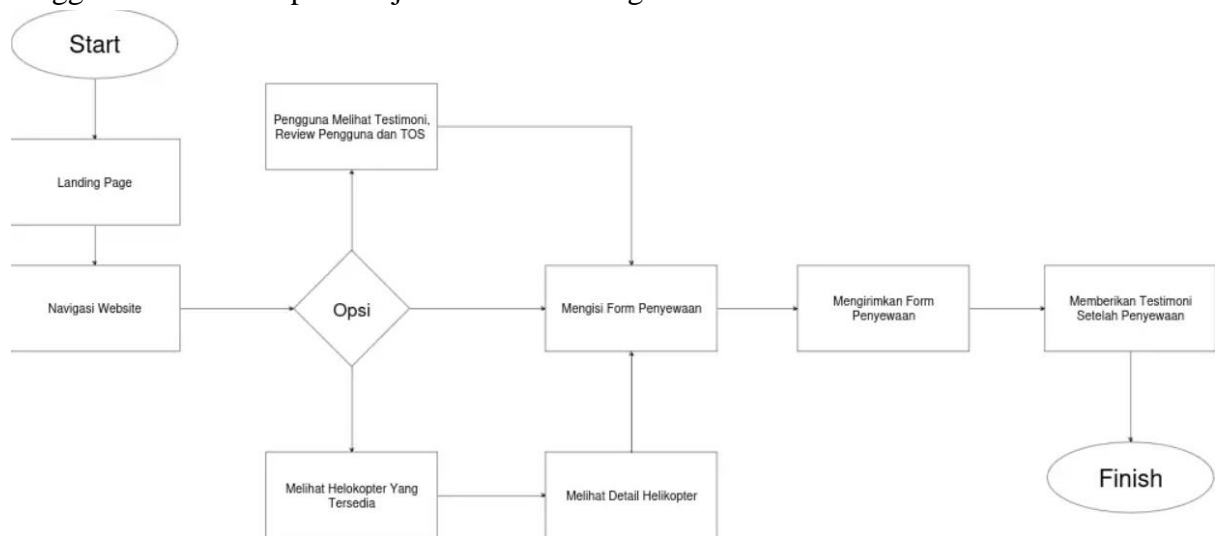 Start
Pengguna Melihat Testimoni,
Review Pengguna dan TOS
Landing Page
Navigasi Website
Opsi
Mengisi Form Penyewaan
Mengirimkan Form
Penyewaan
Memberikan Testimoni
Setelah Penyewaan
Melihat Helokopter Yang
Tersedia
Melihat Detail Helikopter
Finish